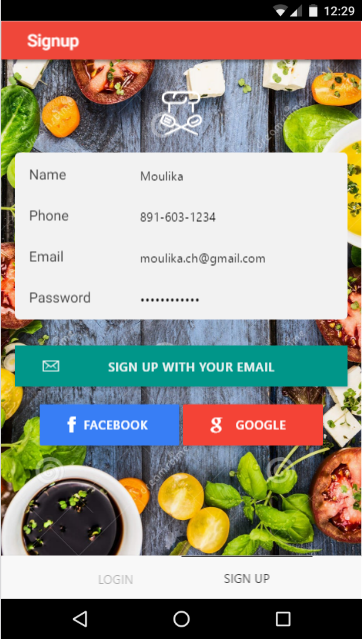 12:29
Signup
Name Moulika
Phone 891-603-1234
Email moulika.ch@gmail.com
Password ••••••••••••
SIGN UP WITH YOUR EMAIL
f FACEBOOK g GOOGLE
LOGIN SIGN UP